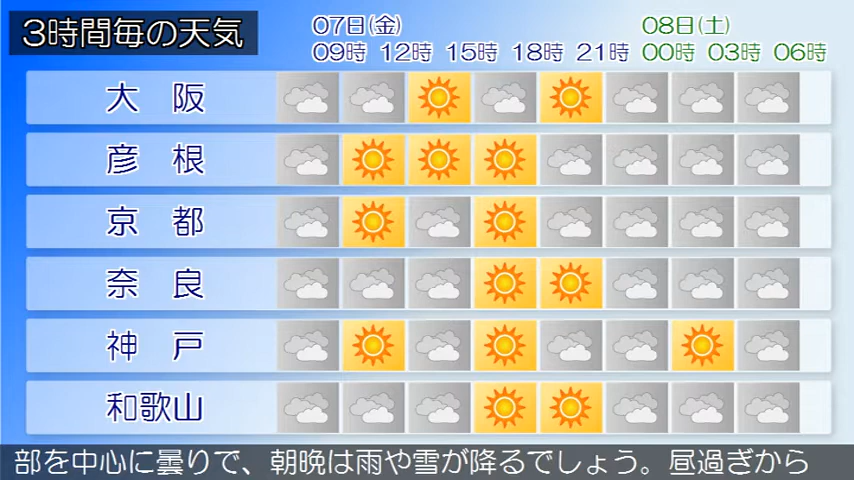 3時間毎の天気
07日(金) 08日(土)
09時 12時 15時 18時 21時 00時 03時 06時
大阪
彦根
京都
奈良
神戸
和歌山
部を中心に曇りで、朝晩は雨や雪が降るでしょう。昼過ぎから